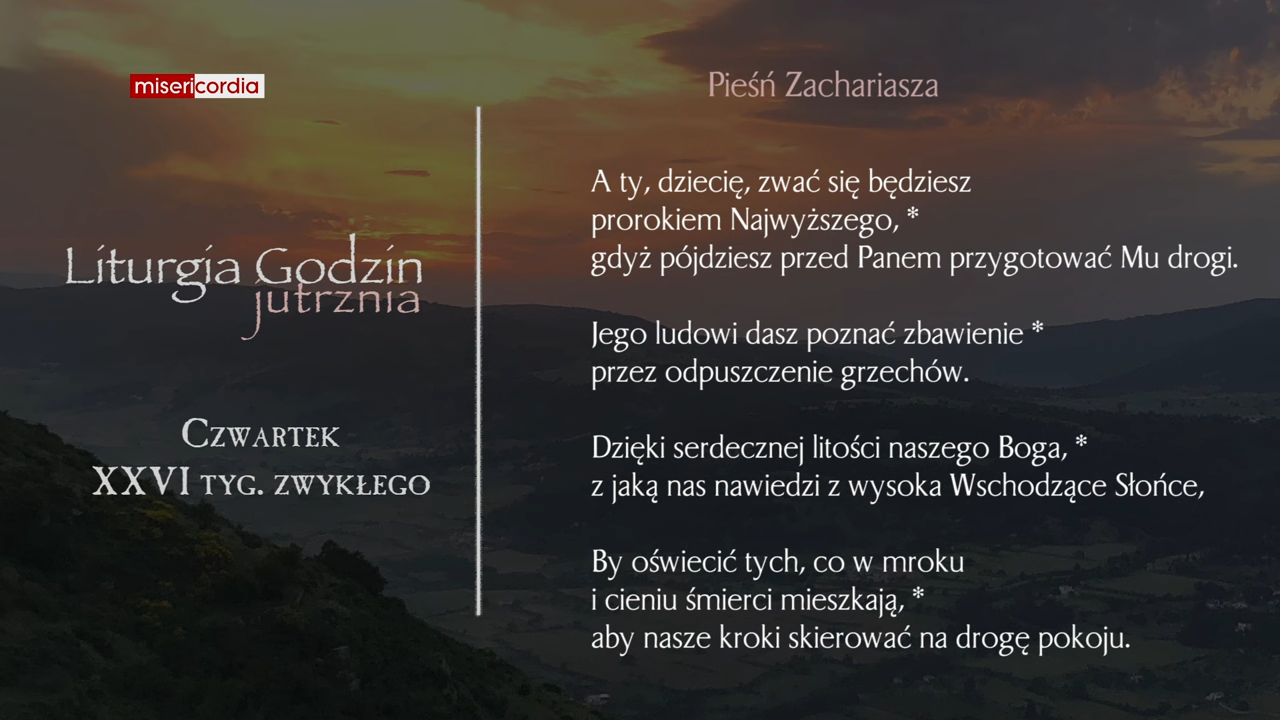 misericordia
Liturgia Godzin
jutrznia
Czwartek
XXVI tyg. zwykłego
Pieśń Zachariasza
A ty, dziecię, zwać się będziesz
prorokiem Najwyższego, *
gdyż pójdziesz przed Panem przygotować Mu drogi.
Jego ludowi dasz poznać zbawienie *
przez odpuszczenie grzechów.
Dzięki serdecznej litości naszego Boga, *
z jaką nas nawiedzi z wysoka Wschodzące Słońce,
By oświecić tych, co w mroku
i cieniu śmierci mieszkają, *
aby nasze kroki skierować na drogę pokoju.